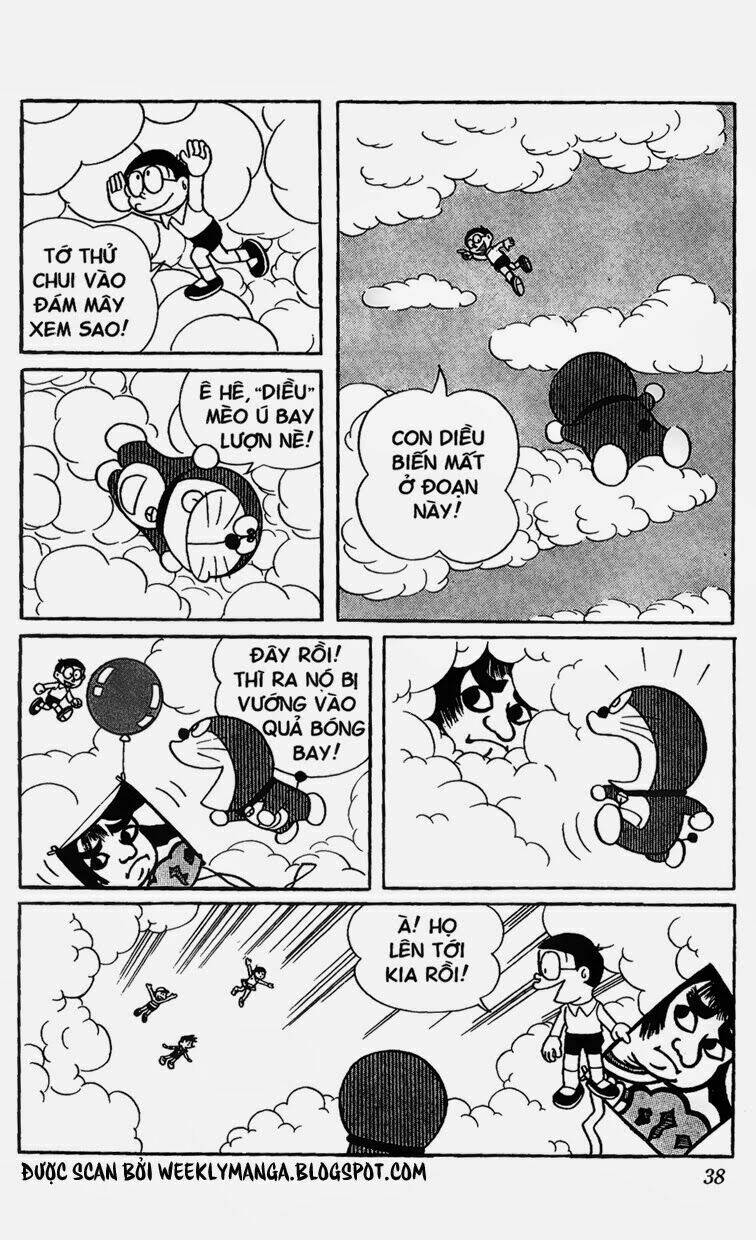 TỚ THỬ
CHUI VÀO
ĐÁM MÂY
XEM SAO!
CON DIỀU
BIẾN MẤT
Ở ĐOẠN
NÀY!
Ê HÊ, "DIỀU"
MÈO Ú BAY
LƯỢN NÈ!
ĐÂY RỒI!
THÌ RA NÓ BỊ
VƯỚNG VÀO
QUẢ BÓNG
BAY!
À! HỌ
LÊN TỚI
KIA RỒI!
ĐƯỢC SCAN BỞI WEEKLYMANGA.BLOGSPOT.COM
38